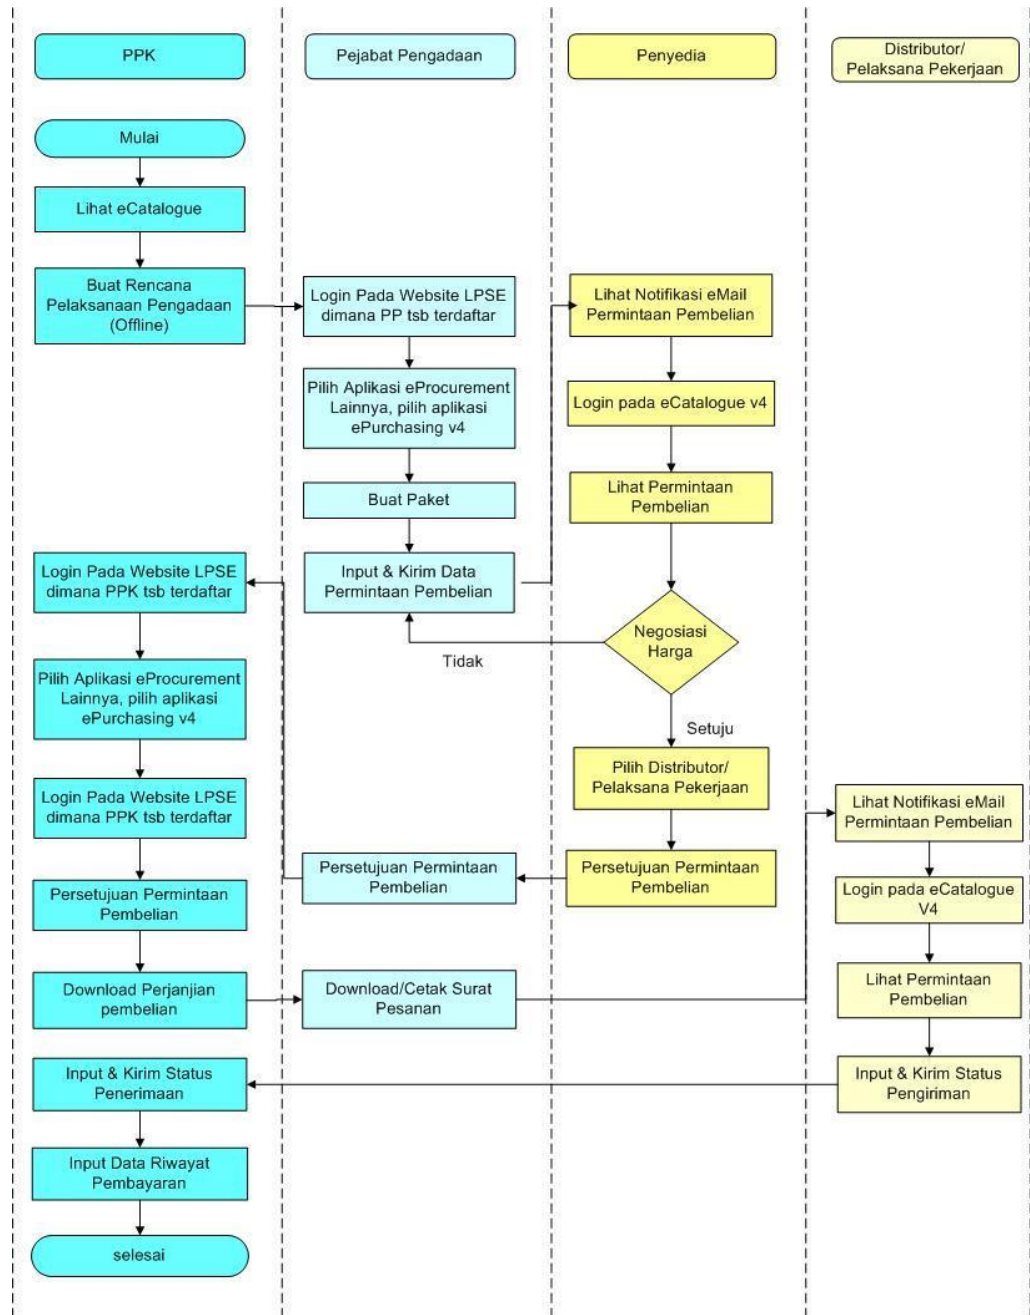 PPK
Pejabat Pengadaan
Penyedia
Distributor/
Pelaksana Pekerjaan
Mulai
Lihat eCatalogue
Buat Rencana
Pelaksanaan Pengadaan
(Offline)
Login Pada Website LPSE
dimana PP tsb terdaftar
Pilih Aplikasi eProcurement
Lainnya, pilih aplikasi
ePurchasing v4
Buat Paket
Input & Kirim Data
Permintaan Pembelian
Lihat Notifikasi eMail
Permintaan Pembelian
Login pada eCatalogue v4
Lihat Permintaan
Pembelian
Negosiasi
Harga
Tidak
Setuju
Pilih Distributor/
Pelaksana Pekerjaan
Persetujuan Permintaan
Pembelian
Persetujuan Permintaan
Pembelian
Login Pada Website LPSE
dimana PPK tsb terdaftar
Pilih Aplikasi eProcurement
Lainnya, pilih aplikasi
ePurchasing v4
Login Pada Website LPSE
dimana PPK tsb terdaftar
Persetujuan Permintaan
Pembelian
Download Perjanjian
pembelian
Download/Cetak Surat
Pesanan
Lihat Notifikasi eMail
Permintaan Pembelian
Login pada eCatalogue
V4
Lihat Permintaan
Pembelian
Input & Kirim Status
Pengiriman
Input & Kirim Status
Penerimaan
Input Data Riwayat
Pembayaran
selesai